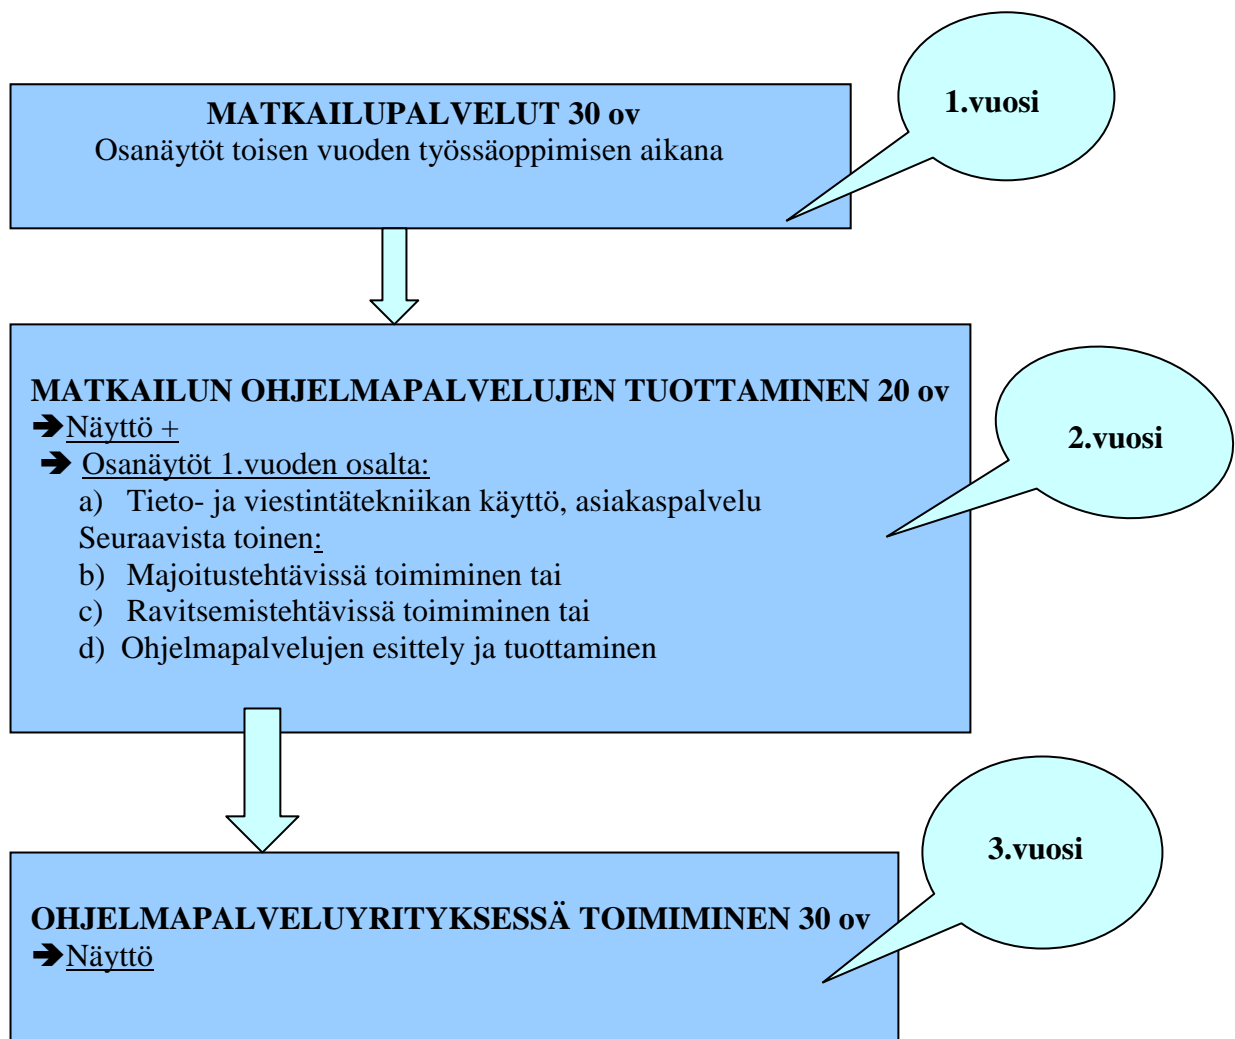 1.vuosi
MATKAILUPALVELUT 30 ov
Osanäytöt toisen vuoden työssäoppimisen aikana
MATKAILUN OHJELMAPALVELUJEN TUOTTAMINEN 20 ov
➔Näyttö +
➔ Osanäytöt 1.vuoden osalta:
a) Tieto- ja viestintätekniikan käyttö, asiakaspalvelu
Seuraavista toinen:
b) Majoitustehtävissä toimiminen tai
c) Ravitsemistehtävissä toimiminen tai
d) Ohjelmapalvelujen esittely ja tuottaminen
2.vuosi
3.vuosi
OHJELMAPALVELUYRITYKSESSÄ TOIMIMINEN 30 ov
➔Näyttö